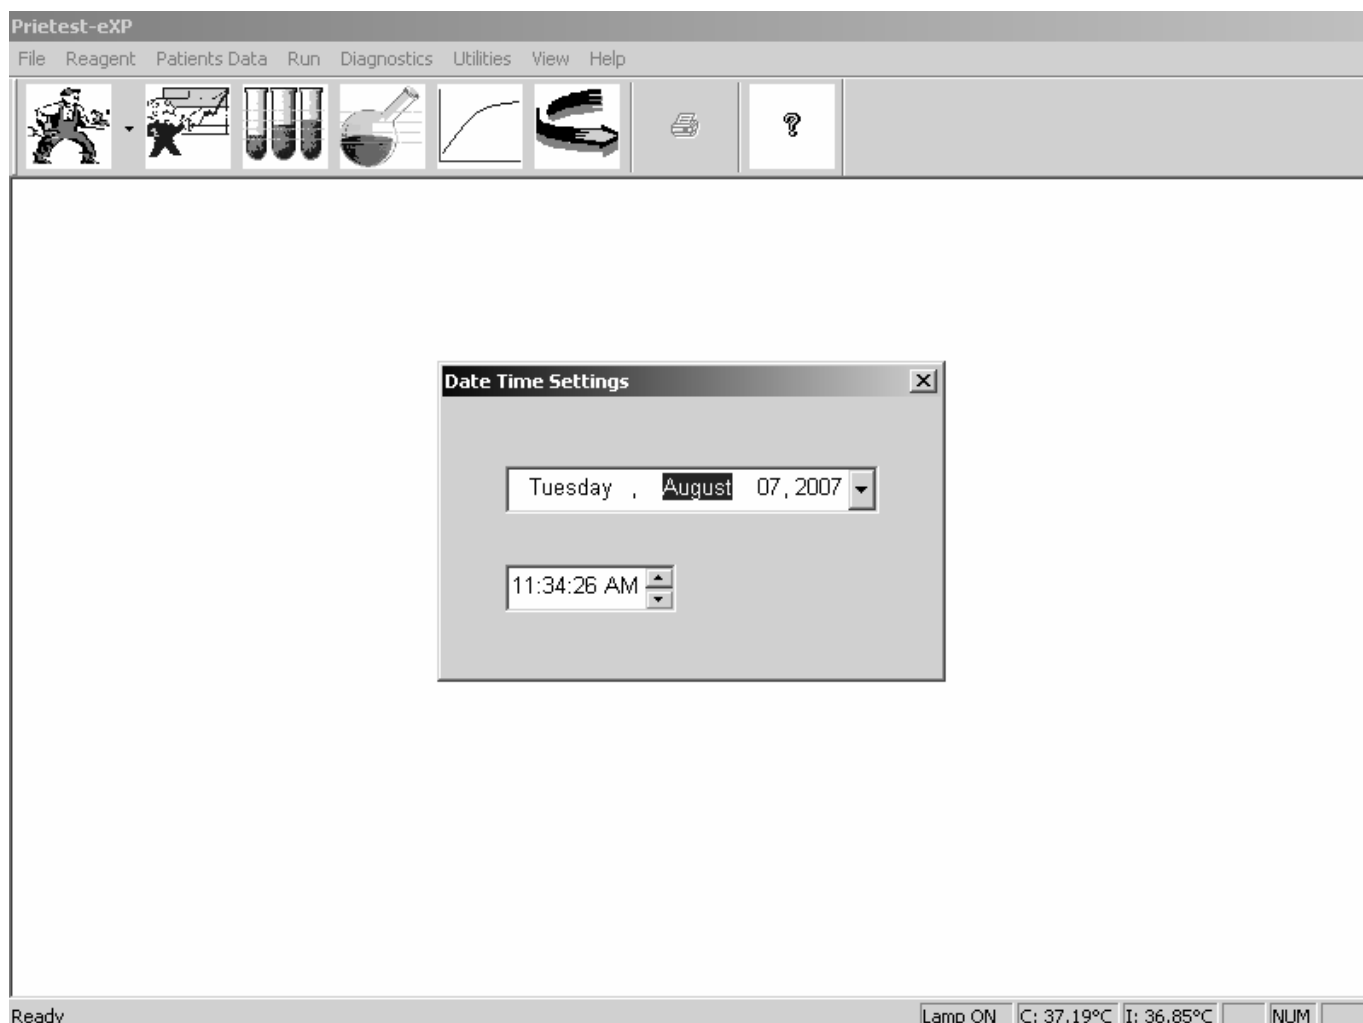 Prietest-eXP
File Reagent Patients Data Run Diagnostics Utilities View Help
?
Date Time Settings
Tuesday , August 07, 2007
11:34:26 AM
Ready Lamp ON C: 37.19°C I: 36.85°C NUM